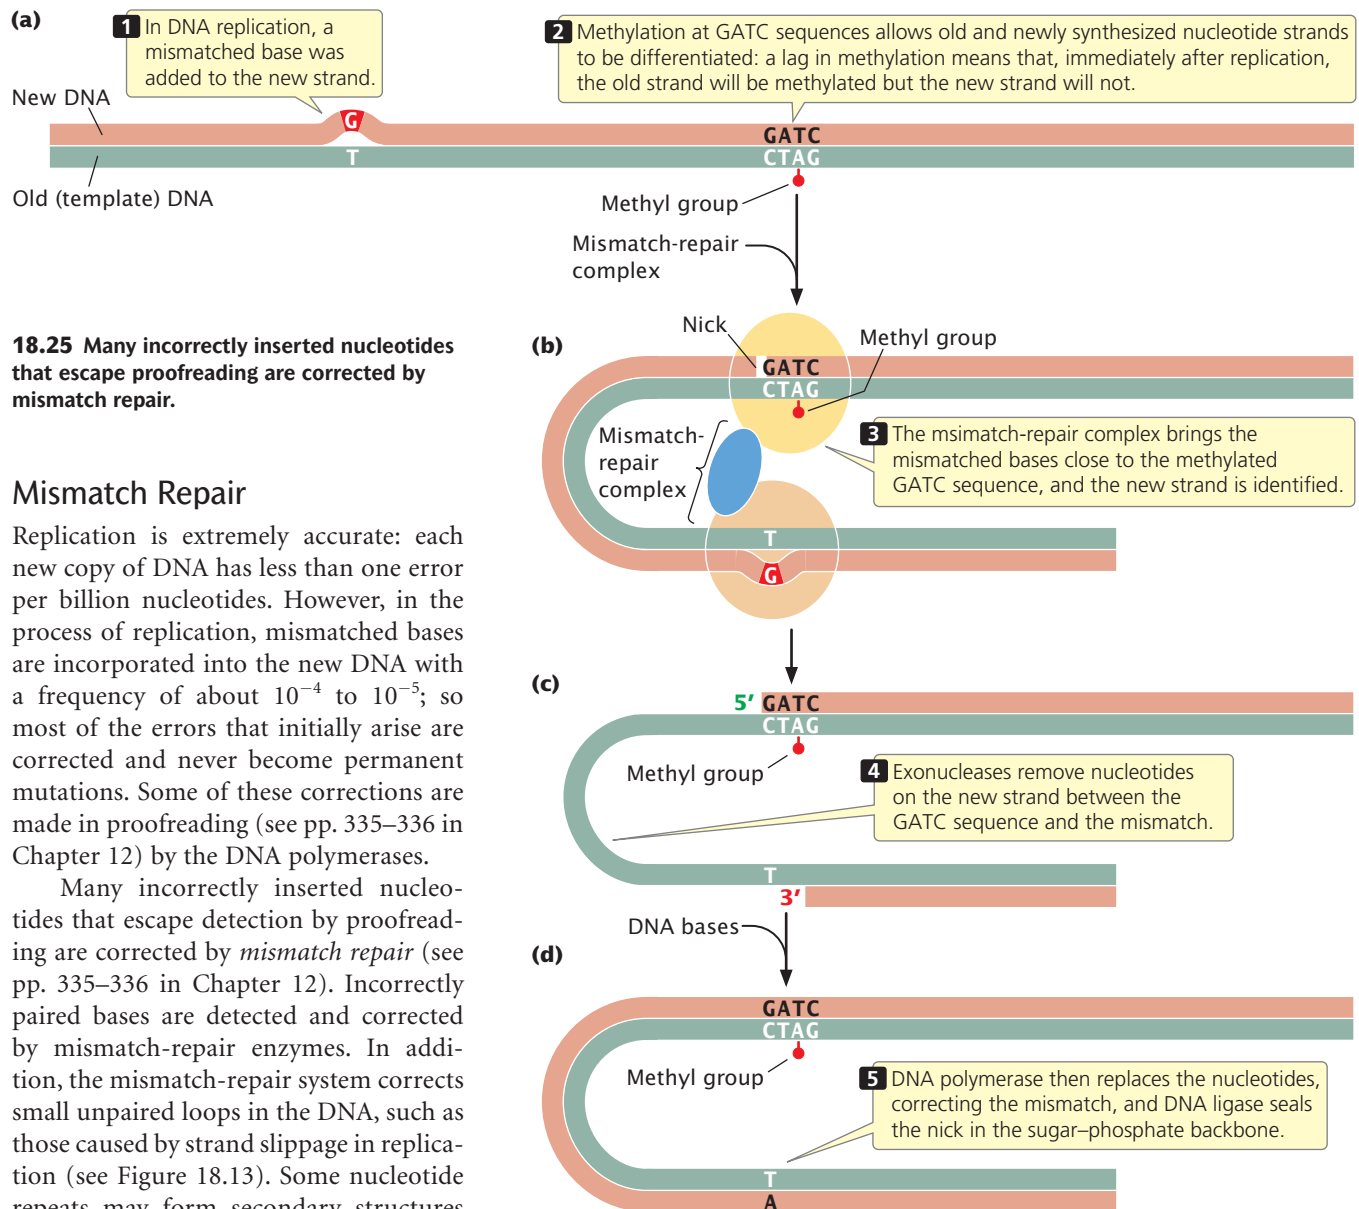 (a)
1 In DNA replication, a
mismatched base was
added to the new strand.
2 Methylation at GATC sequences allows old and newly synthesized nucleotide strands
to be differentiated: a lag in methylation means that, immediately after replication,
the old strand will be methylated but the new strand will not.
New DNA
G
GATC
T
CTAG
Old (template) DNA
Methyl group
Mismatch-repair
complex
18.25 Many incorrectly inserted nucleotides
that escape proofreading are corrected by
mismatch repair.
(b)
Nick
Methyl group
GATC
CTAG
Mismatch-
repair
complex
3 The msimatch-repair complex brings the
mismatched bases close to the methylated
GATC sequence, and the new strand is identified.
T
G
(c)
5′ GATC
CTAG
Methyl group
4 Exonucleases remove nucleotides
on the new strand between the
GATC sequence and the mismatch.
T
3′
DNA bases
(d)
GATC
CTAG
Methyl group
5 DNA polymerase then replaces the nucleotides,
correcting the mismatch, and DNA ligase seals
the nick in the sugar–phosphate backbone.
T
A
Mismatch Repair
Replication is extremely accurate: each
new copy of DNA has less than one error
per billion nucleotides. However, in the
process of replication, mismatched bases
are incorporated into the new DNA with
a frequency of about 10⁻⁴ to 10⁻⁵; so
most of the errors that initially arise are
corrected and never become permanent
mutations. Some of these corrections are
made in proofreading (see pp. 335–336 in
Chapter 12) by the DNA polymerases.
Many incorrectly inserted nucleo-
tides that escape detection by proofread-
ing are corrected by mismatch repair (see
pp. 335–336 in Chapter 12). Incorrectly
paired bases are detected and corrected
by mismatch-repair enzymes. In addi-
tion, the mismatch-repair system corrects
small unpaired loops in the DNA, such as
those caused by strand slippage in replica-
tion (see Figure 18.13). Some nucleotide
repeats may form secondary structures